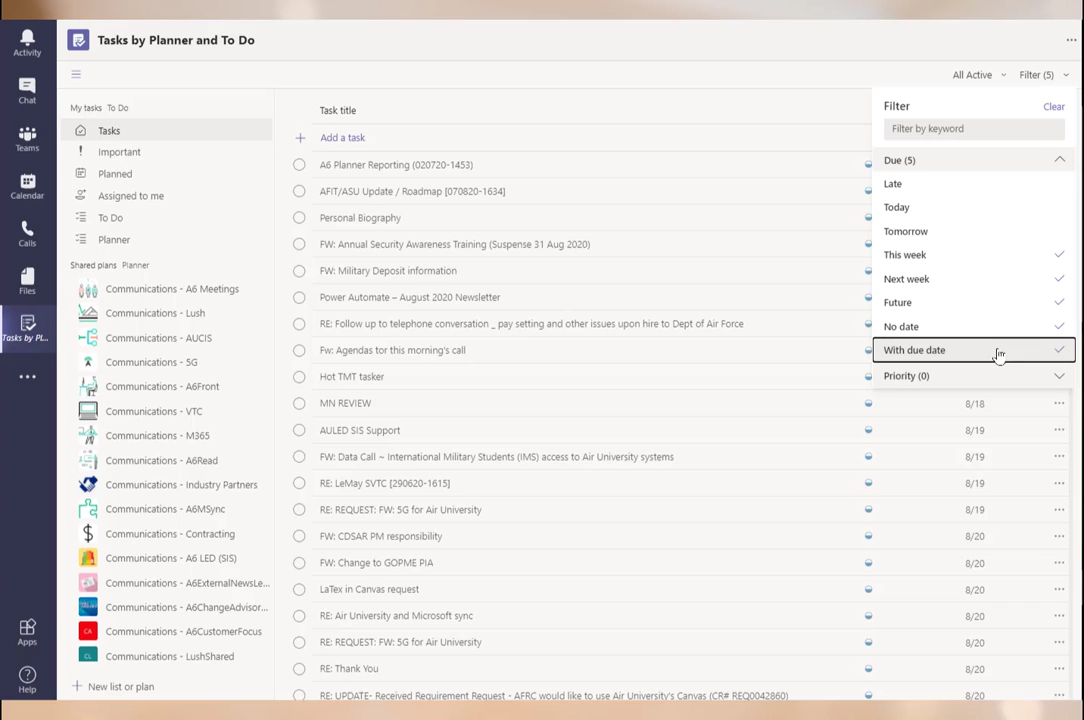 Activity
Chat
Teams
Calendar
Calls
Files
Tasks by Pl...
Apps
Help
Tasks by Planner and To Do
All Active
Filter (5)
My tasks To Do
Tasks
Important
Planned
Assigned to me
To Do
Planner
Shared plans Planner
Communications - A6 Meetings
Communications - Lush
Communications - AUCIS
Communications - 5G
Communications - A6Front
Communications - VTC
Communications - M365
Communications - A6Read
Communications - Industry Partners
Communications - A6MSync
Communications - Contracting
Communications - A6 LED (SIS)
Communications - A6ExternalNewsLe...
Communications - A6ChangeAdvisor...
CA Communications - A6CustomerFocus
CL Communications - LushShared
New list or plan
Task title
Add a task
A6 Planner Reporting (020720-1453)
AFIT/ASU Update / Roadmap [070820-1634]
Personal Biography
FW: Annual Security Awareness Training (Suspense 31 Aug 2020)
FW: Military Deposit information
Power Automate – August 2020 Newsletter
RE: Follow up to telephone conversation _ pay setting and other issues upon hire to Dept of Air Force
Fw: Agendas tor this morning's call
Hot TMT tasker
MN REVIEW 8/18
AULED SIS Support 8/19
FW: Data Call ~ International Military Students (IMS) access to Air University systems 8/19
RE: LeMay SVTC [290620-1615] 8/19
RE: REQUEST: FW: 5G for Air University 8/19
FW: CDSAR PM responsibility 8/20
FW: Change to GOPME PIA 8/20
LaTex in Canvas request 8/20
RE: Air University and Microsoft sync 8/20
RE: REQUEST: FW: 5G for Air University 8/20
RE: Thank You 8/20
RE: UPDATE- Received Requirement Request - AFRC would like to use Air University's Canvas (CR# REQ0042860) 8/20
Filter
Clear
Filter by keyword
Due (5)
Late
Today
Tomorrow
This week
Next week
Future
No date
With due date
Priority (0)